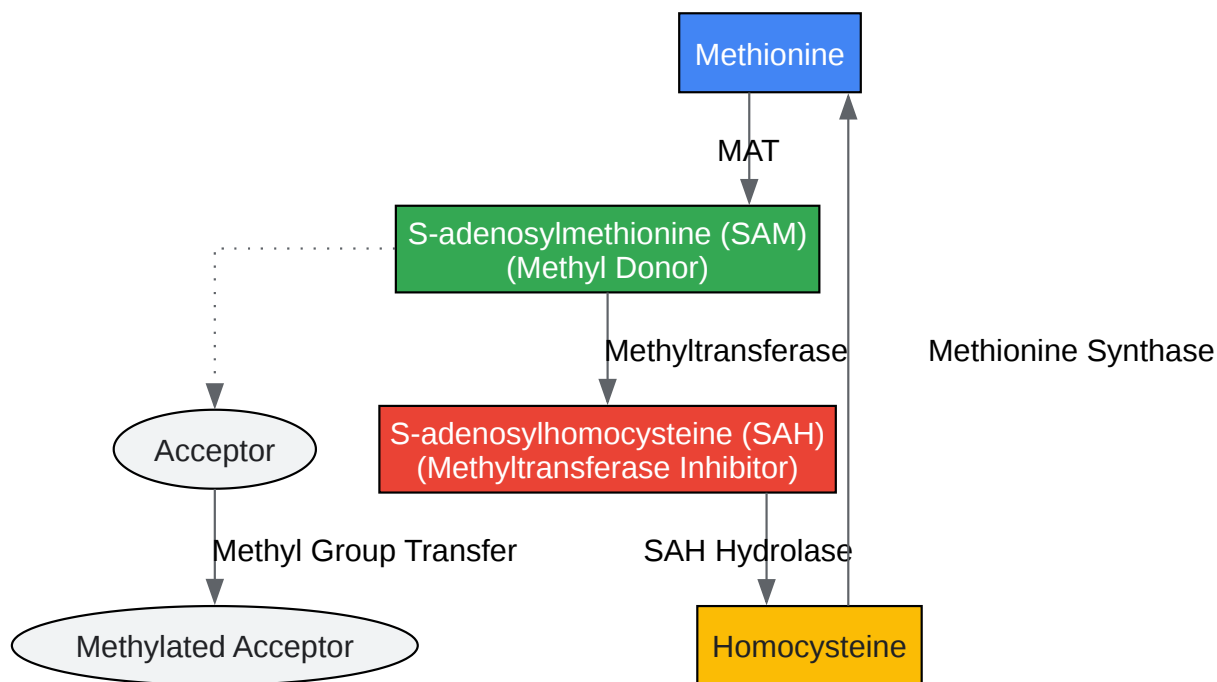 Methionine
MAT
S-adenosylmethionine (SAM)
(Methyl Donor)
Methyltransferase
Methionine Synthase
Acceptor
S-adenosylhomocysteine (SAH)
(Methyltransferase Inhibitor)
Methyl Group Transfer
SAH Hydrolase
Methylated Acceptor
Homocysteine